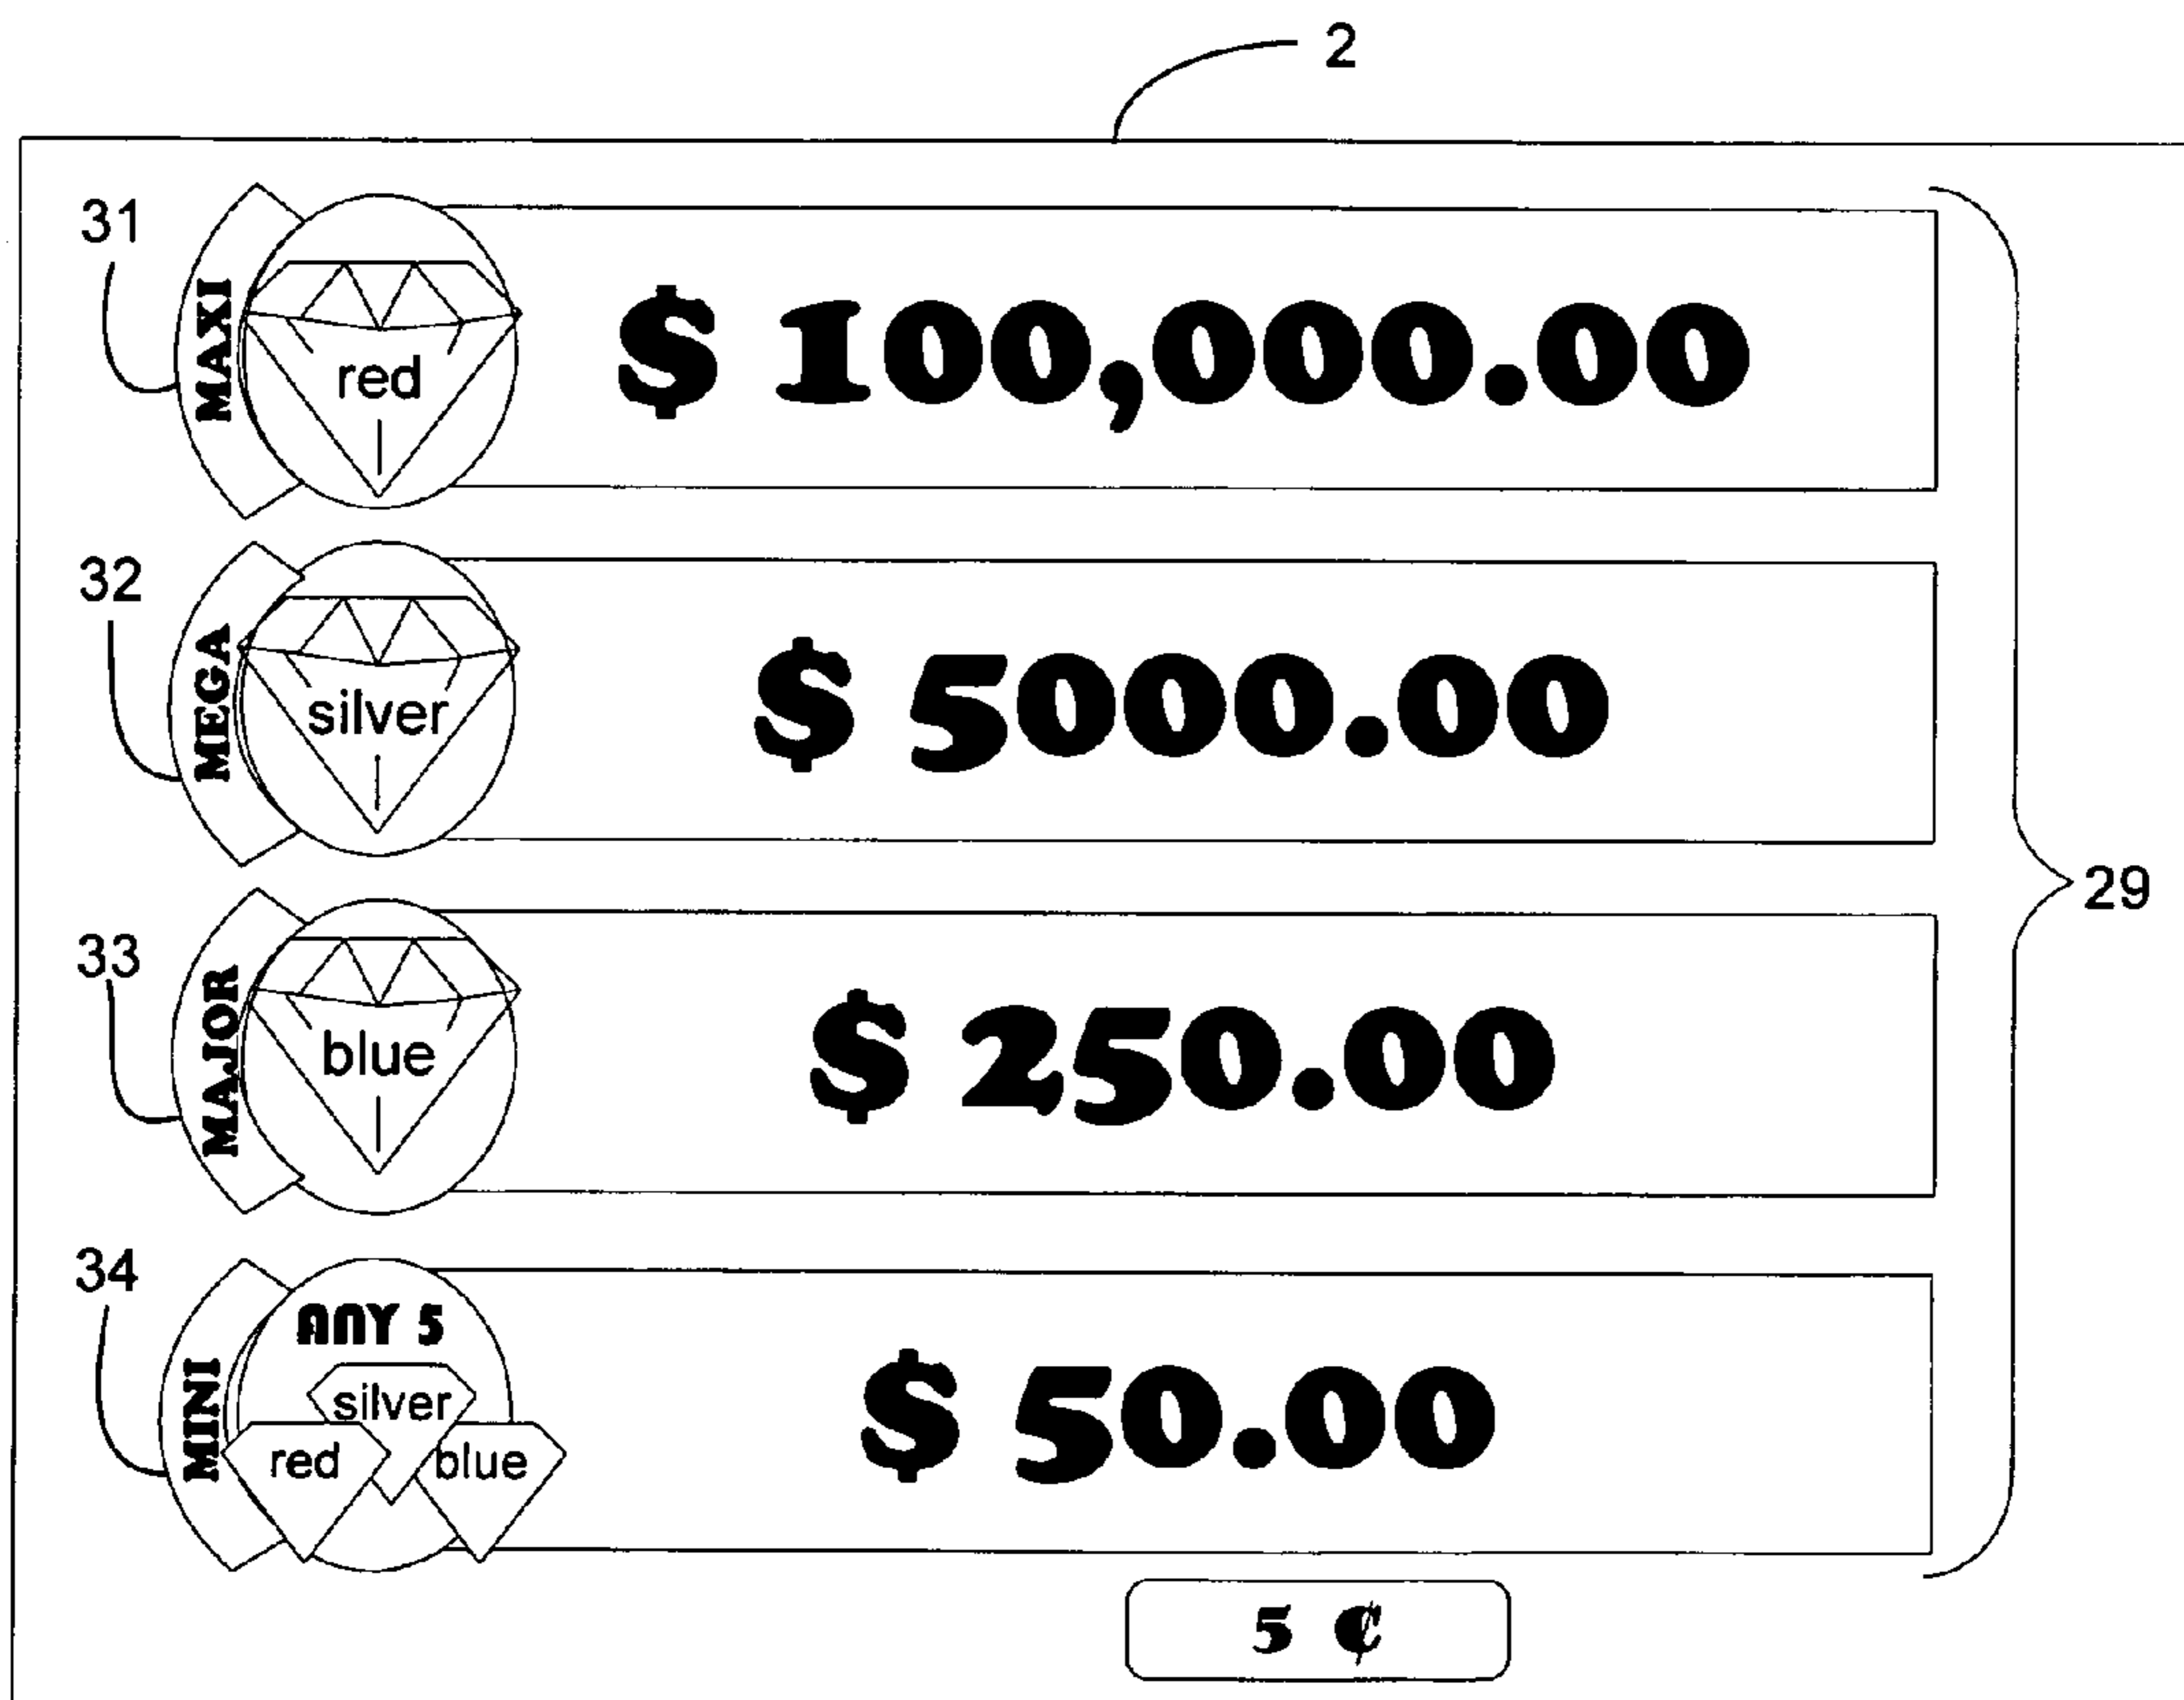 2
31
MAXI
red
$ 100,000.00
32
MEGA
silver
$ 5000.00
29
33
MAJOR
blue
$ 250.00
34
MINI
ANY 5
silver
red
blue
$ 50.00
5 ¢